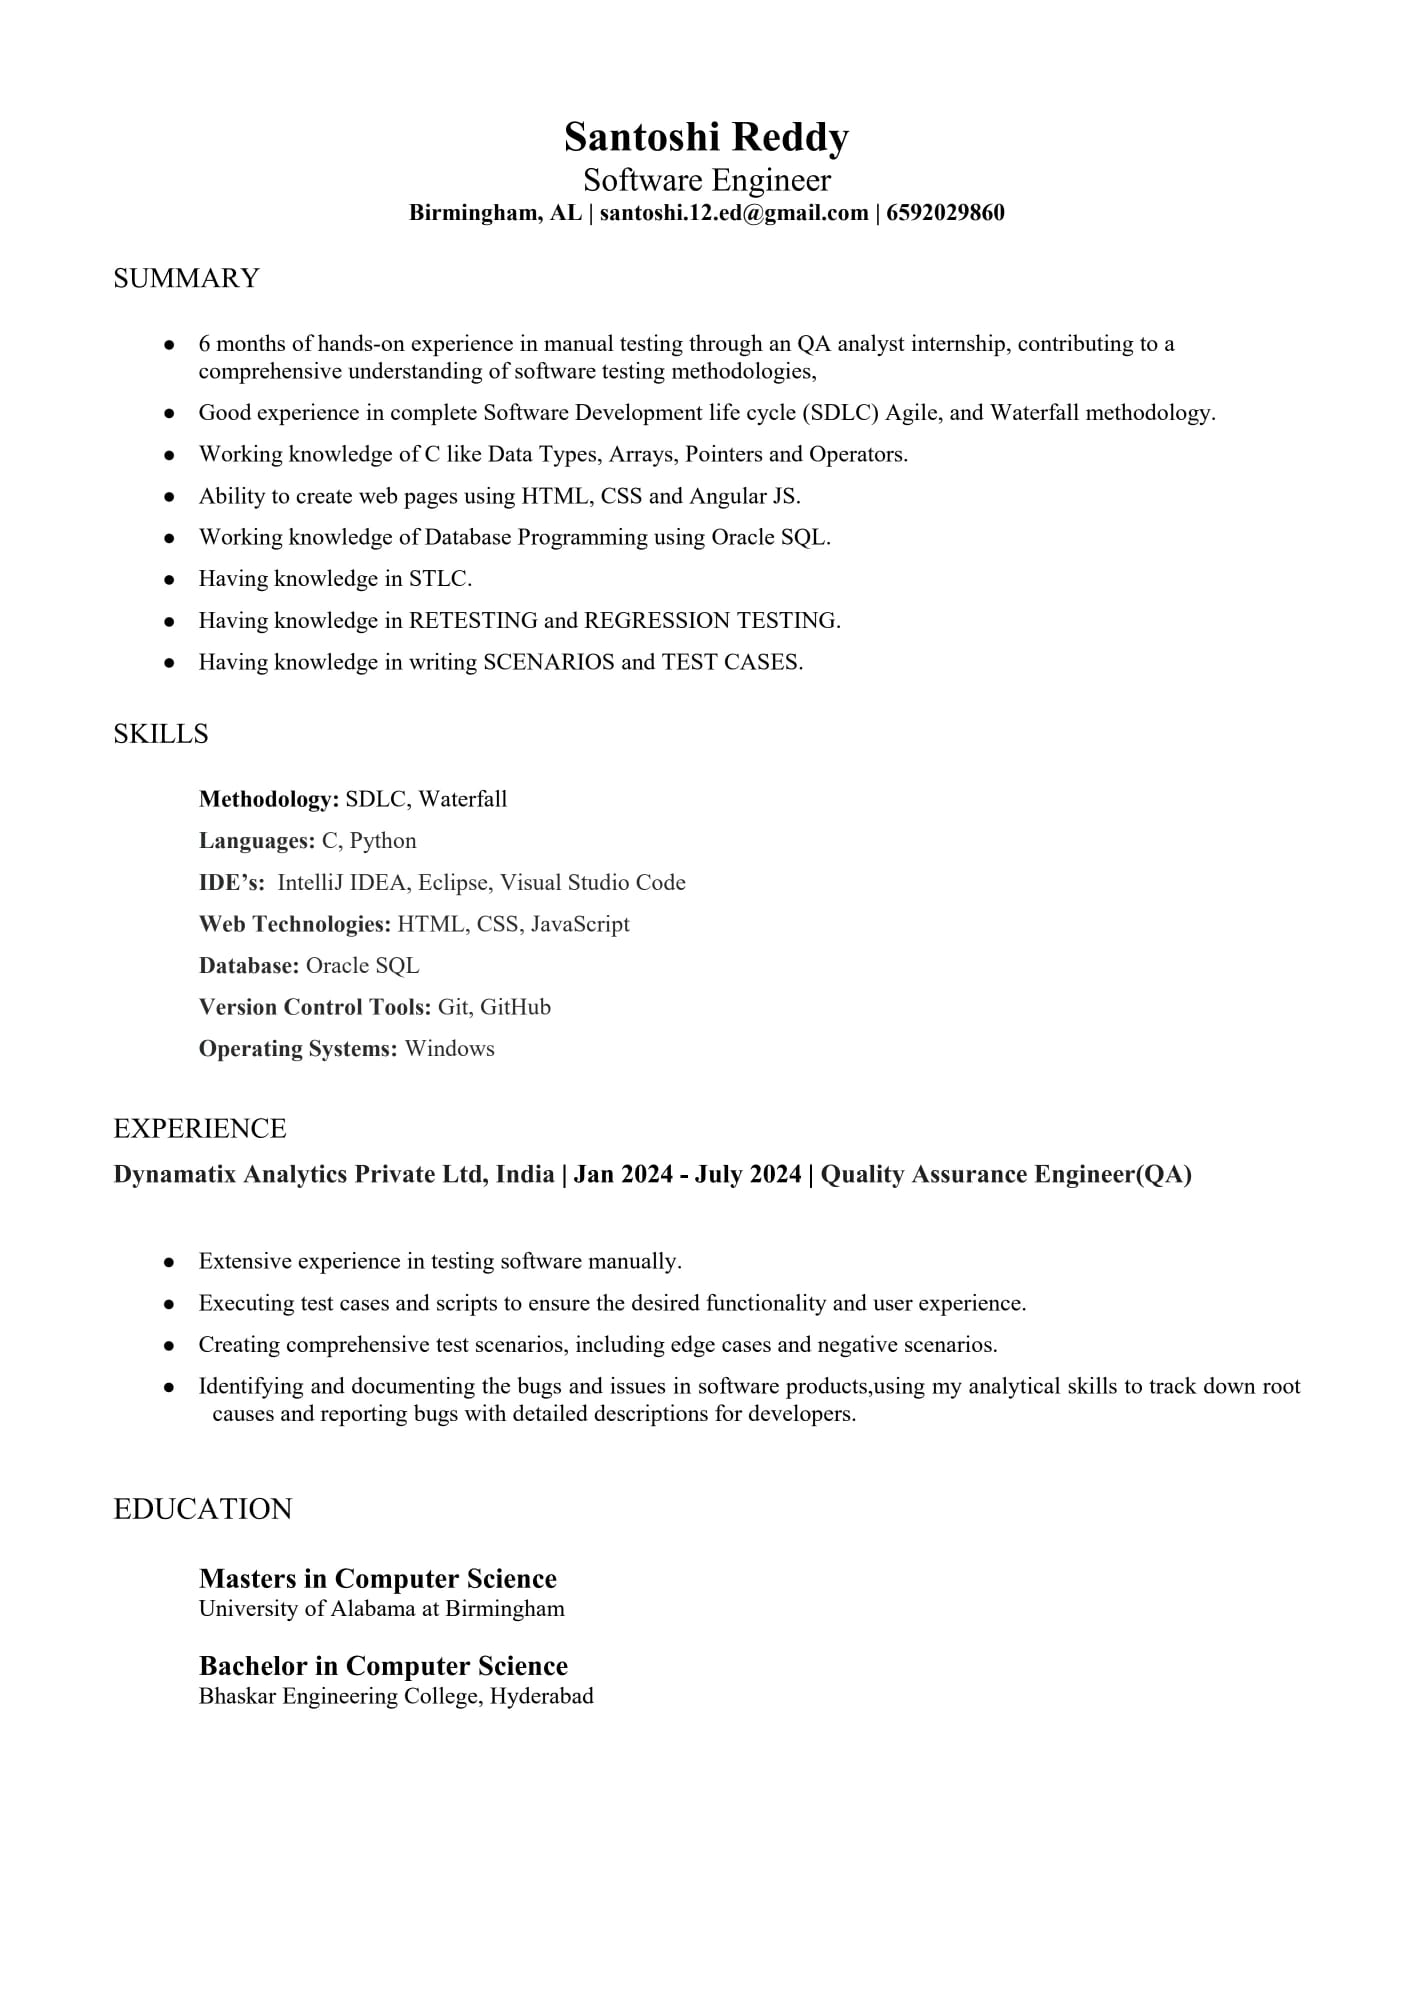 Santoshi Reddy
Software Engineer
Birmingham, AL | santoshi.12.ed@gmail.com | 6592029860
SUMMARY
● 6 months of hands-on experience in manual testing through an QA analyst internship, contributing to a
comprehensive understanding of software testing methodologies,
● Good experience in complete Software Development life cycle (SDLC) Agile, and Waterfall methodology.
● Working knowledge of C like Data Types, Arrays, Pointers and Operators.
● Ability to create web pages using HTML, CSS and Angular JS.
● Working knowledge of Database Programming using Oracle SQL.
● Having knowledge in STLC.
● Having knowledge in RETESTING and REGRESSION TESTING.
● Having knowledge in writing SCENARIOS and TEST CASES.
SKILLS
Methodology: SDLC, Waterfall
Languages: C, Python
IDE’s:  IntelliJ IDEA, Eclipse, Visual Studio Code
Web Technologies: HTML, CSS, JavaScript
Database: Oracle SQL
Version Control Tools: Git, GitHub
Operating Systems: Windows
EXPERIENCE
Dynamatix Analytics Private Ltd, India | Jan 2024 - July 2024 | Quality Assurance Engineer(QA)
● Extensive experience in testing software manually.
● Executing test cases and scripts to ensure the desired functionality and user experience.
● Creating comprehensive test scenarios, including edge cases and negative scenarios.
● Identifying and documenting the bugs and issues in software products,using my analytical skills to track down root
causes and reporting bugs with detailed descriptions for developers.
EDUCATION
Masters in Computer Science
University of Alabama at Birmingham
Bachelor in Computer Science
Bhaskar Engineering College, Hyderabad